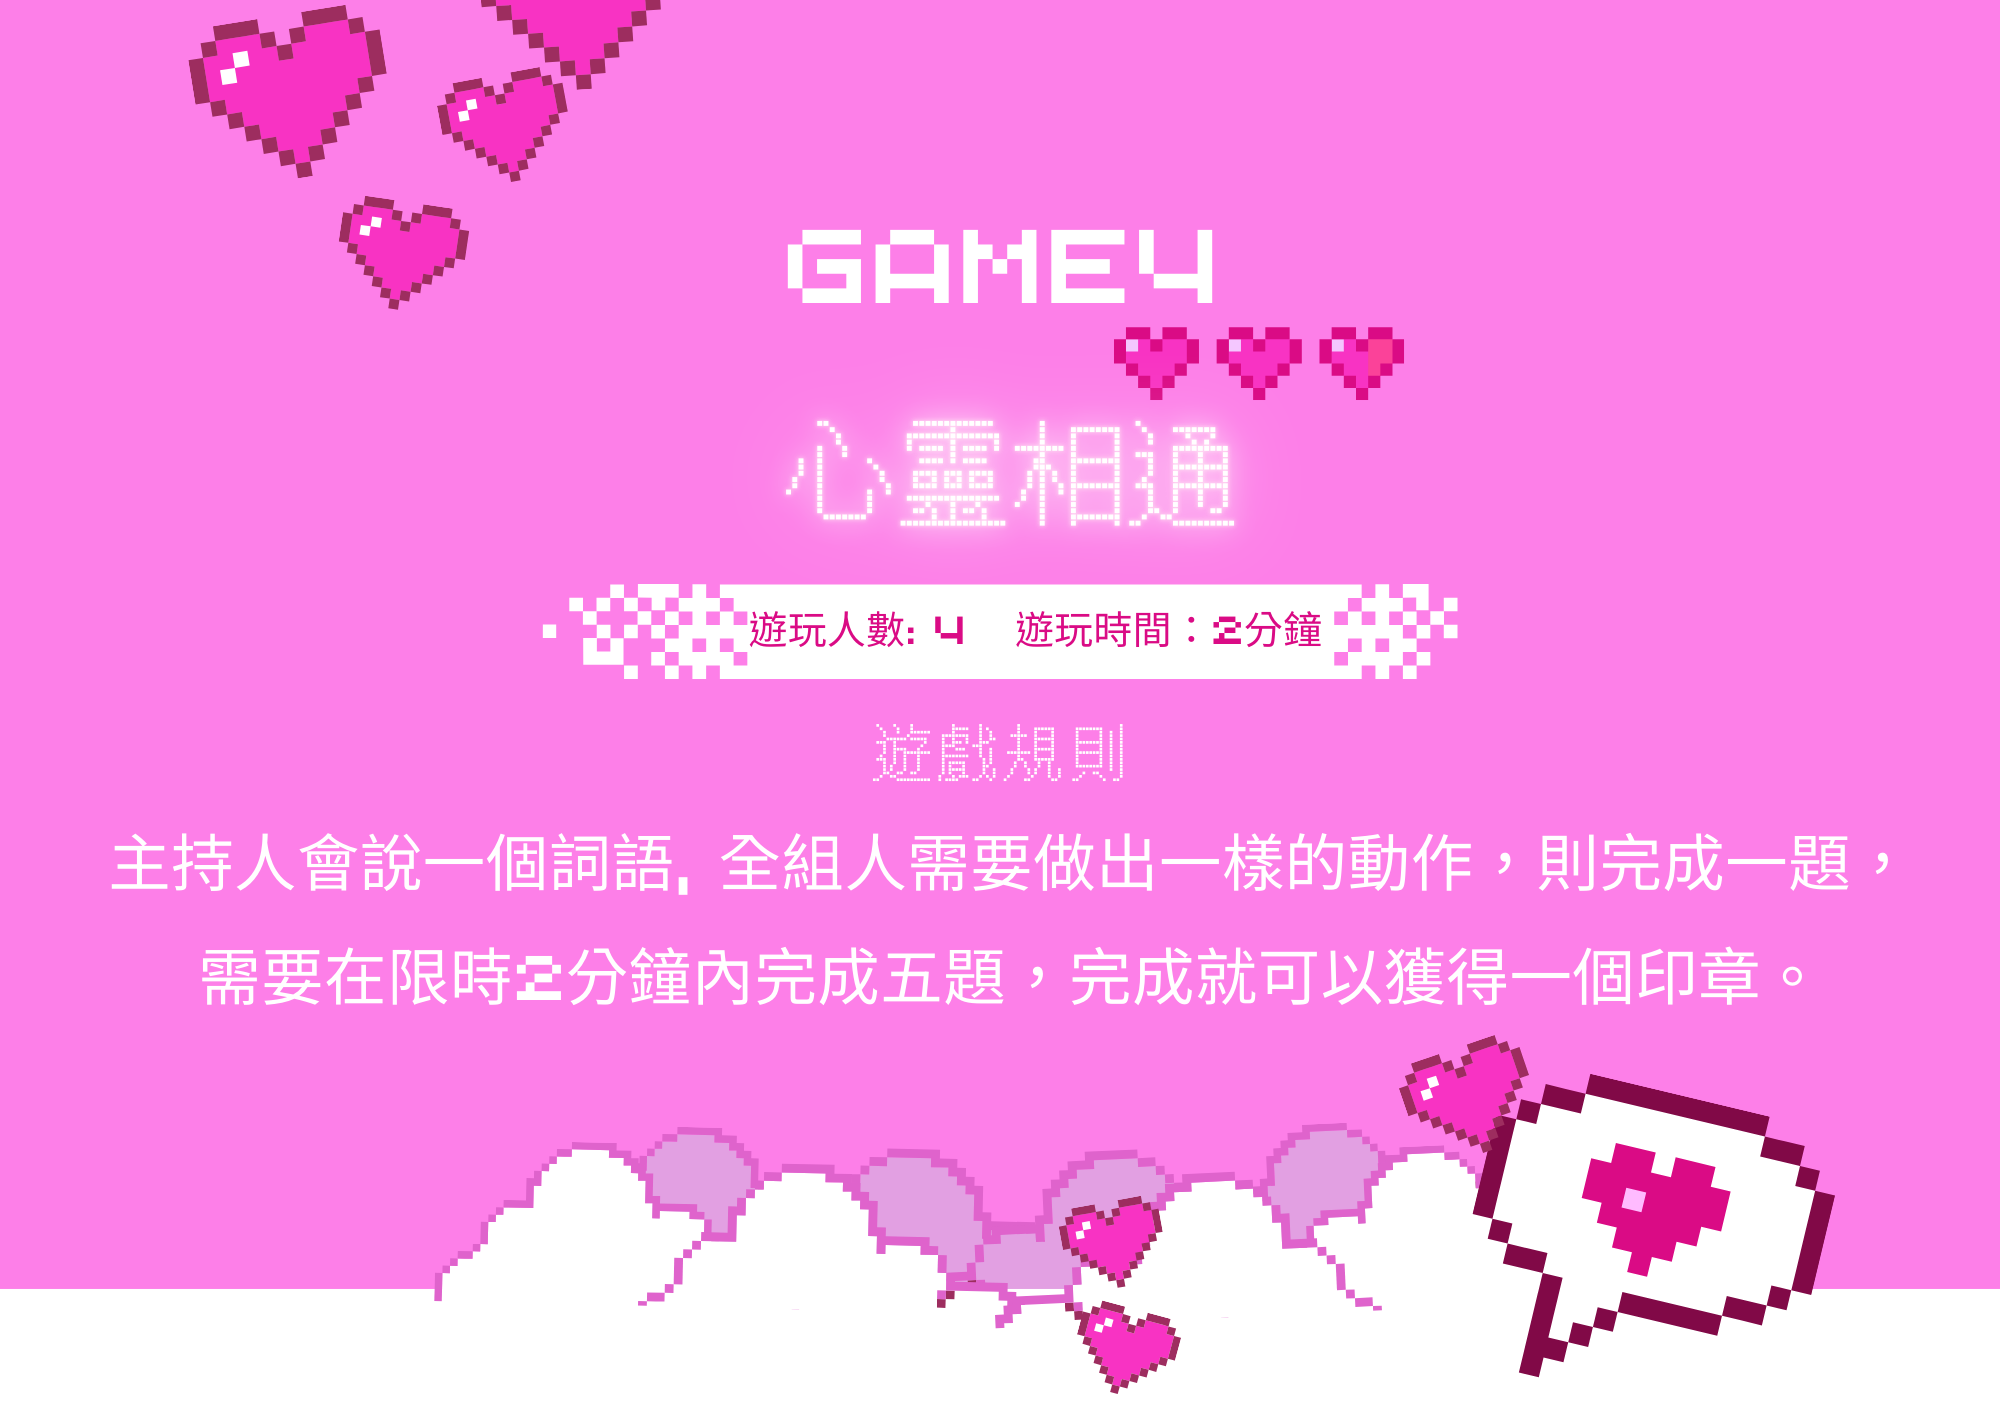 GAME4
心靈相通
遊玩人數: 4 遊玩時間：2分鐘
遊戲規則
主持人會說一個詞語, 全組人需要做出一樣的動作，則完成一題，
需要在限時2分鐘內完成五題，完成就可以獲得一個印章。